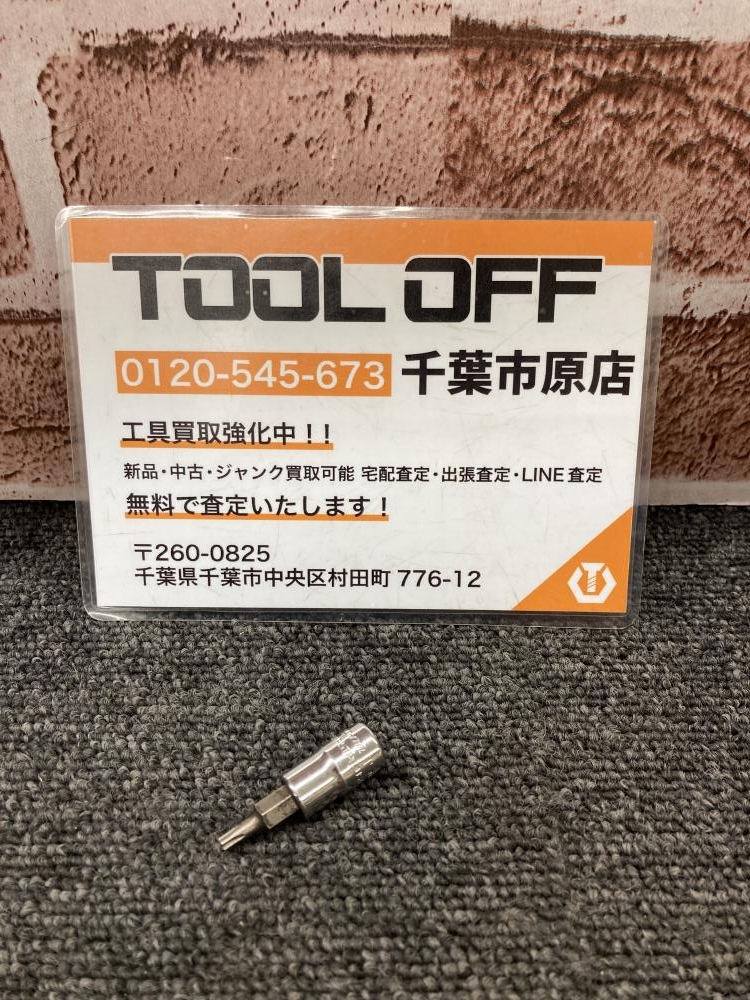 TOOL OFF
0120-545-673 千葉市原店
工具買取強化中！！
新品・中古・ジャンク買取可能 宅配査定・出張査定・LINE査定
無料で査定いたします！
〒260-0825
千葉県千葉市中央区村田町 776-12